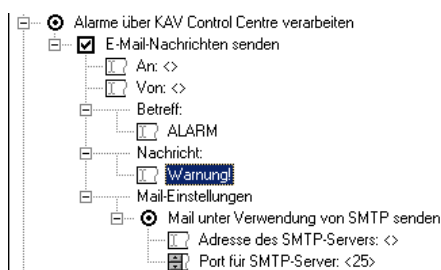 Alarme über KAV Control Centre verarbeiten
E-Mail-Nachrichten senden
An: <>
Von: <>
Betreff:
ALARM
Nachricht:
Warnung!
Mail-Einstellungen
Mail unter Verwendung von SMTP senden
Adresse des SMTP-Servers: <>
Port für SMTP-Server: <25>